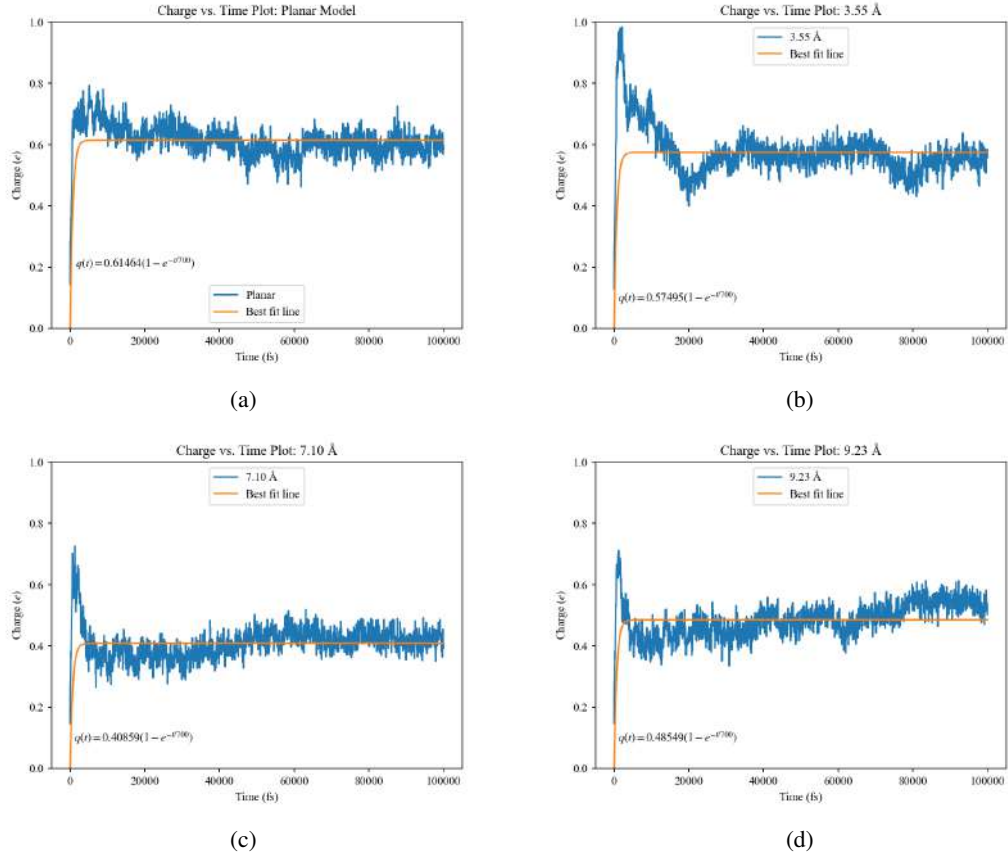 Charge vs. Time Plot: Planar Model
1.0
0.8
0.6
0.4
0.2
0.0
Charge (e)
q(t) = 0.61464(1 − e^{−t/700})
Planar
Best fit line
0 20000 40000 60000 80000 100000
Time (fs)
(a)
Charge vs. Time Plot: 3.55 Å
1.0
0.8
0.6
0.4
0.2
0.0
Charge (e)
3.55 Å
Best fit line
q(t) = 0.57495(1 − e^{−t/700})
0 20000 40000 60000 80000 100000
Time (fs)
(b)
Charge vs. Time Plot: 7.10 Å
1.0
0.8
0.6
0.4
0.2
0.0
Charge (e)
7.10 Å
Best fit line
q(t) = 0.40859(1 − e^{−t/700})
0 20000 40000 60000 80000 100000
Time (fs)
(c)
Charge vs. Time Plot: 9.23 Å
1.0
0.8
0.6
0.4
0.2
0.0
Charge (e)
9.23 Å
Best fit line
q(t) = 0.48549(1 − e^{−t/700})
0 20000 40000 60000 80000 100000
Time (fs)
(d)